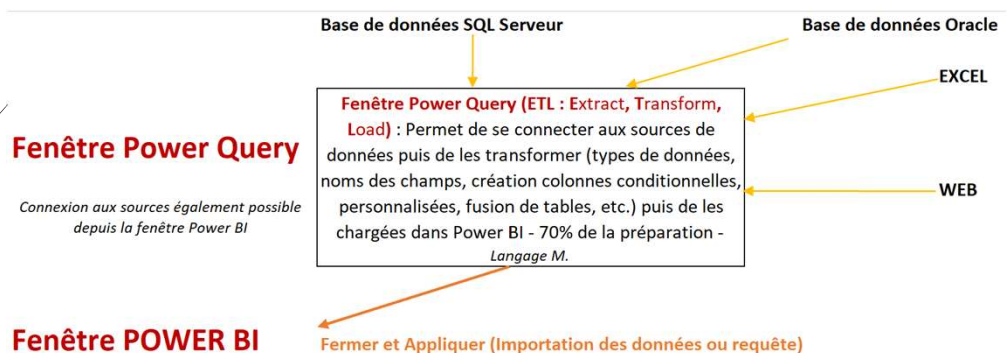 Base de données SQL Serveur
Base de données Oracle
EXCEL
Fenêtre Power Query (ETL : Extract, Transform,
Load) : Permet de se connecter aux sources de
données puis de les transformer (types de données,
noms des champs, création colonnes conditionnelles,
personnalisées, fusion de tables, etc.) puis de les
chargées dans Power BI - 70% de la préparation -
Langage M.
Fenêtre Power Query
Connexion aux sources également possible
depuis la fenêtre Power BI
WEB
Fenêtre POWER BI
Fermer et Appliquer (Importation des données ou requête)